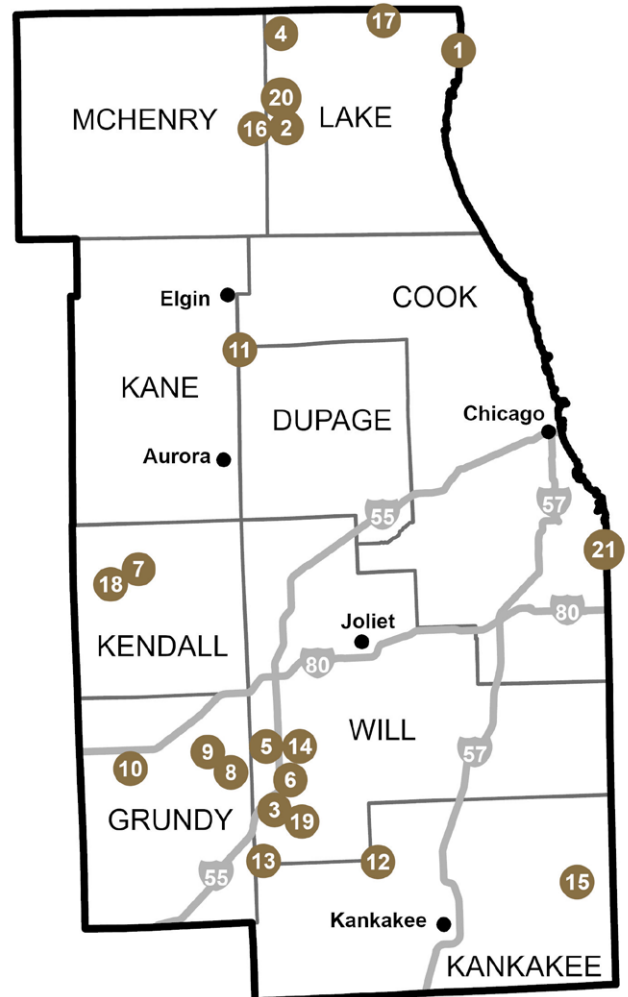 17
4
1
20
MCHENRY
LAKE
16
2
COOK
Elgin
11
KANE
DUPAGE
Chicago
Aurora
57
55
21
7
18
80
Joliet
KENDALL
80
WILL
9
5
14
57
10
8
6
3
GRUNDY
19
13
12
55
15
Kankakee
KANKAKEE